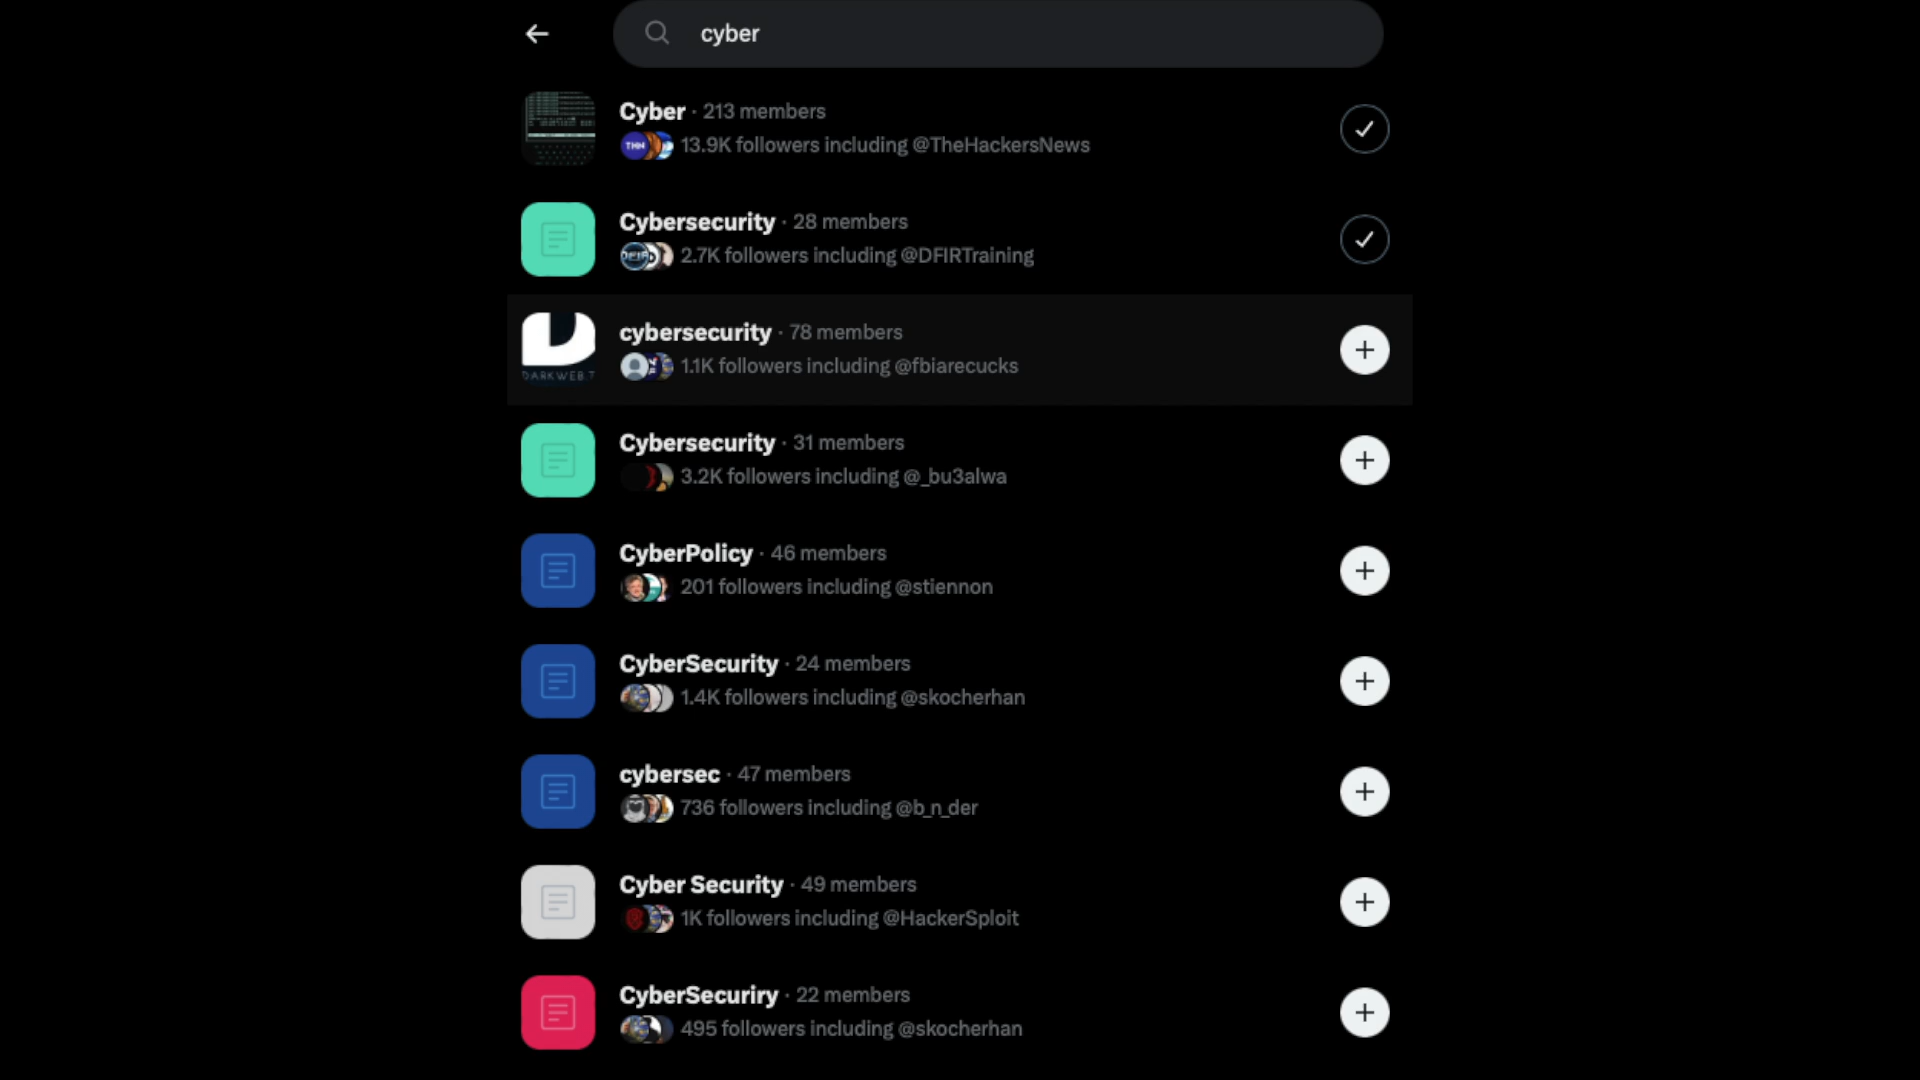 cyber
Cyber · 213 members
THN
13.9K followers including @TheHackersNews
Cybersecurity · 28 members
DFIR
2.7K followers including @DFIRTraining
cybersecurity · 78 members
DARKWEB.T
1.1K followers including @fbiarecucks
Cybersecurity · 31 members
3.2K followers including @_bu3alwa
CyberPolicy · 46 members
201 followers including @stiennon
CyberSecurity · 24 members
1.4K followers including @skocherhan
cybersec · 47 members
736 followers including @b_n_der
Cyber Security · 49 members
1K followers including @HackerSploit
CyberSecuriry · 22 members
495 followers including @skocherhan